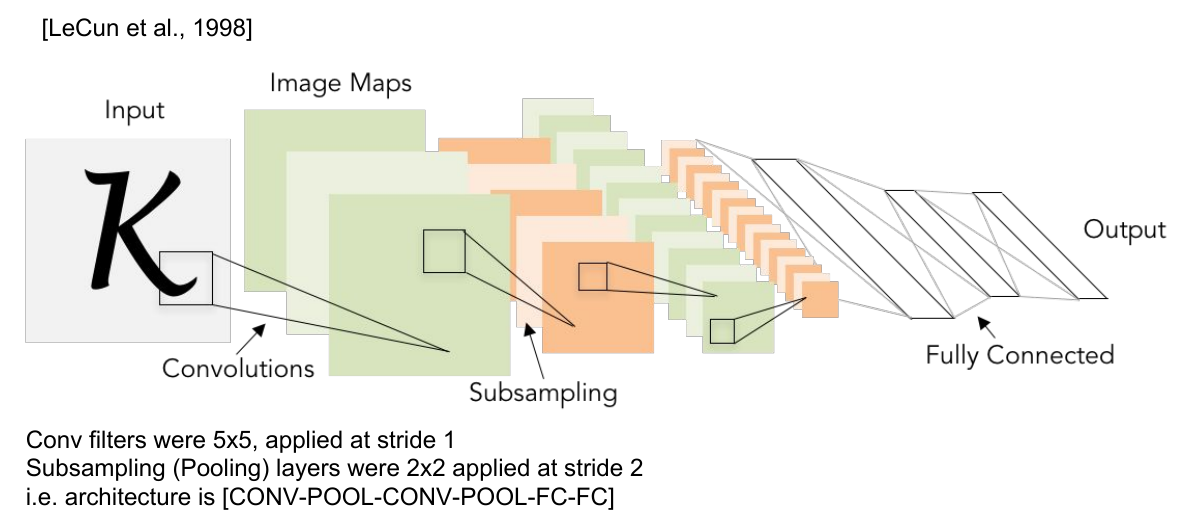 [LeCun et al., 1998]
Image Maps
Input
K
Output
Convolutions
Fully Connected
Subsampling
Conv filters were 5x5, applied at stride 1
Subsampling (Pooling) layers were 2x2 applied at stride 2
i.e. architecture is [CONV-POOL-CONV-POOL-FC-FC]